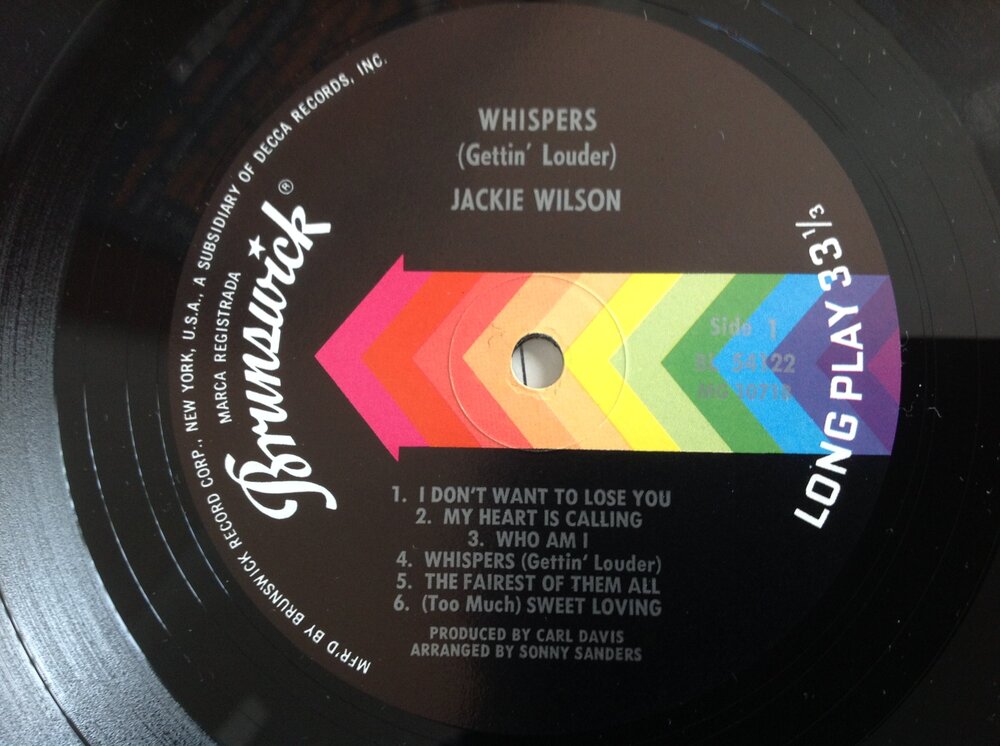 WHISPERS
(Gettin' Louder)
JACKIE WILSON
Brunswick®
MARCA REGISTRADA
MFR'D BY BRUNSWICK RECORD CORP., NEW YORK, U.S.A., A SUBSIDIARY OF DECCA RECORDS, INC.
LONG PLAY 33 1/3
Side 1
54122
1. I DON'T WANT TO LOSE YOU
2. MY HEART IS CALLING
3. WHO AM I
4. WHISPERS (Gettin' Louder)
5. THE FAIREST OF THEM ALL
6. (Too Much) SWEET LOVING
PRODUCED BY CARL DAVIS
ARRANGED BY SONNY SANDERS